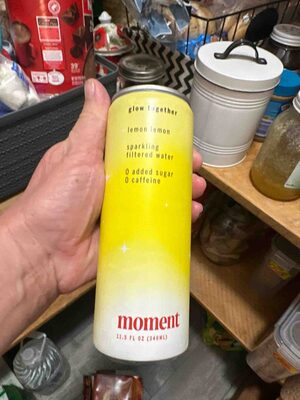 glow together
lemon lemon
sparkling
filtered water
0 added sugar
0 caffeine
moment
11.5 FL OZ (340ML)